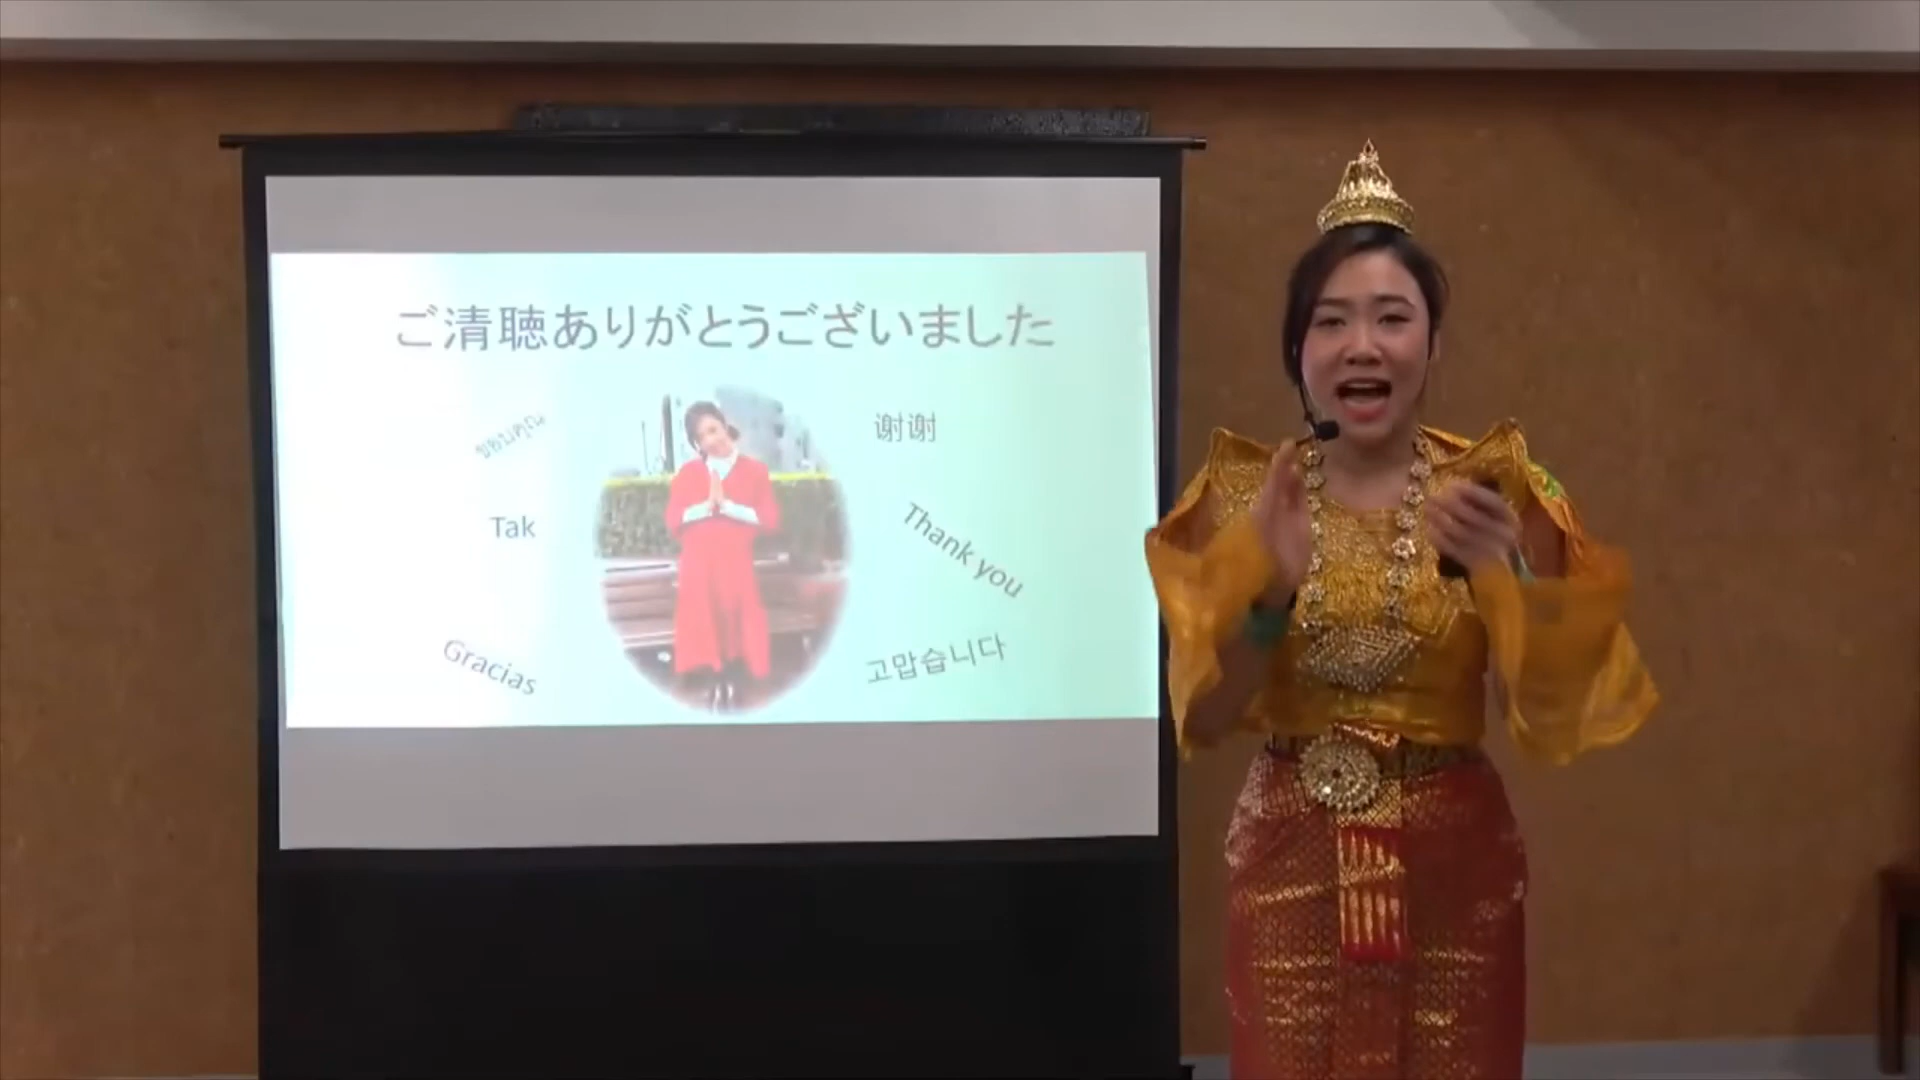 ご清聴ありがとうございました
ขอบคุณ
谢谢
Tak
Thank you
Gracias
고맙습니다